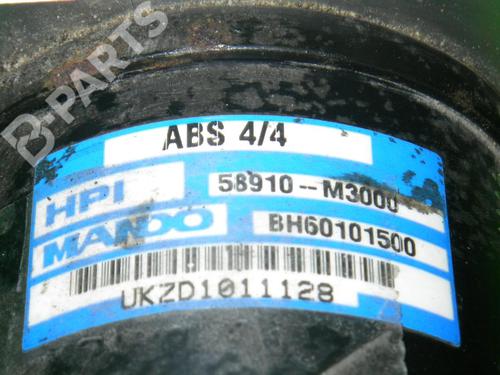 B-PARTS
ABS 4/4
HPI 58910-M3000
MANDO BH60101500
UKZD1011128